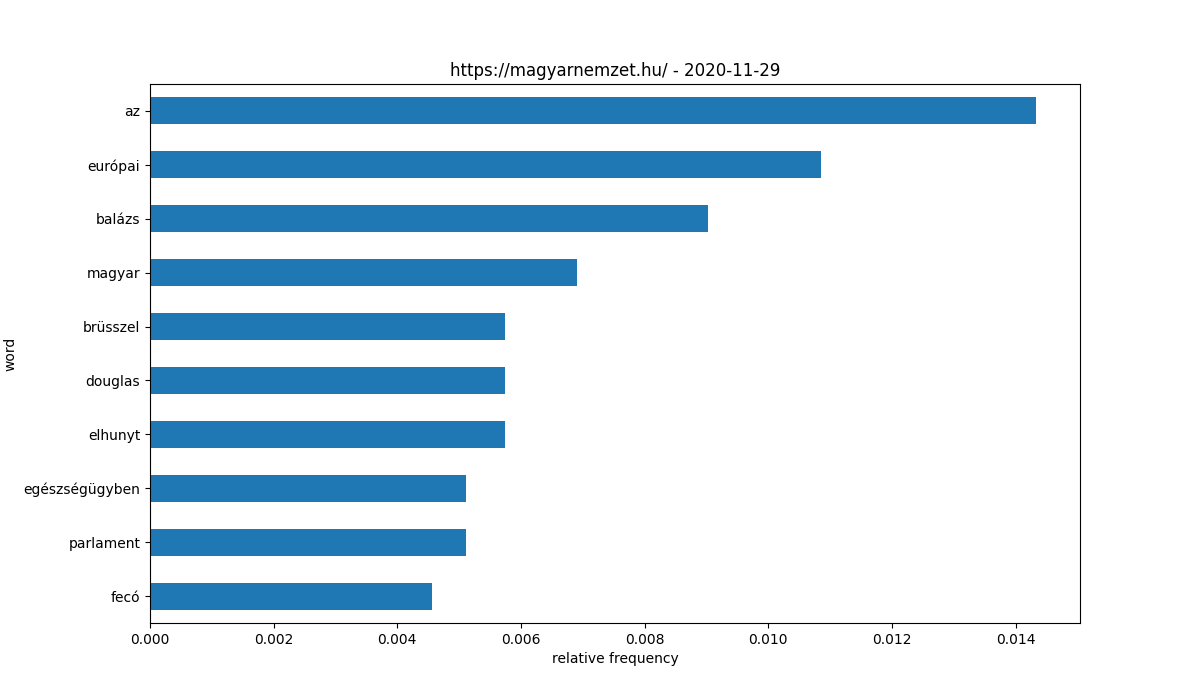 https://magyarnemzet.hu/ - 2020-11-29
word
az
európai
balázs
magyar
brüsszel
douglas
elhunyt
egészségügyben
parlament
fecó
0.000 0.002 0.004 0.006 0.008 0.010 0.012 0.014
relative frequency